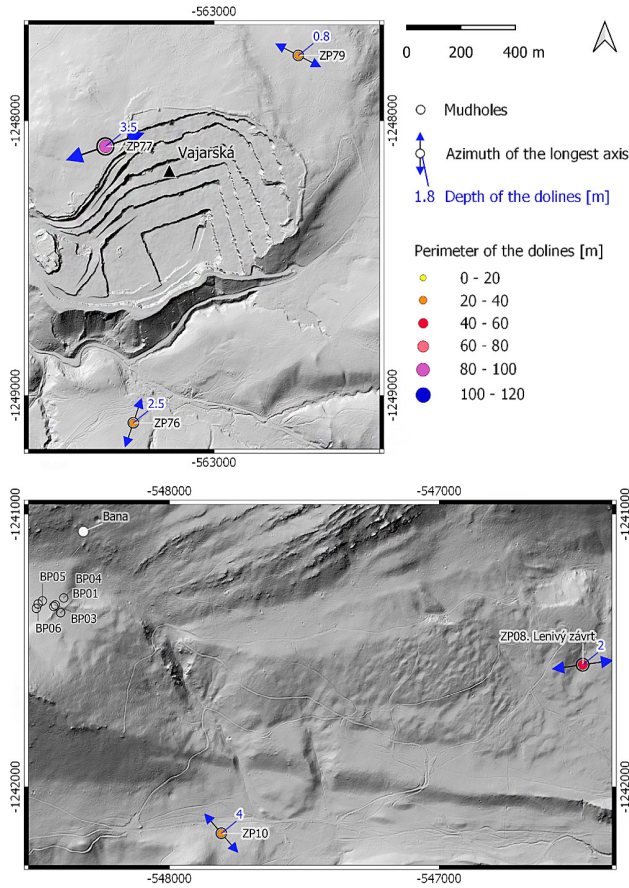 -563000
0.8
ZP79
-1248000
-1248000
3.5
ZP77
Vajarská
-1249000
-1249000
2.5
ZP76
-563000
0 200 400 m
Mudholes
Azimuth of the longest axis
1.8 Depth of the dolines [m]
Perimeter of the dolines [m]
0 - 20
20 - 40
40 - 60
60 - 80
80 - 100
100 - 120
-548000 -547000
-1241000
-1241000
Bana
BP05 BP04
BP01
BP03
BP06
ZP08. Lenivý závrt
2
-1242000
-1242000
4
ZP10
-548000 -547000